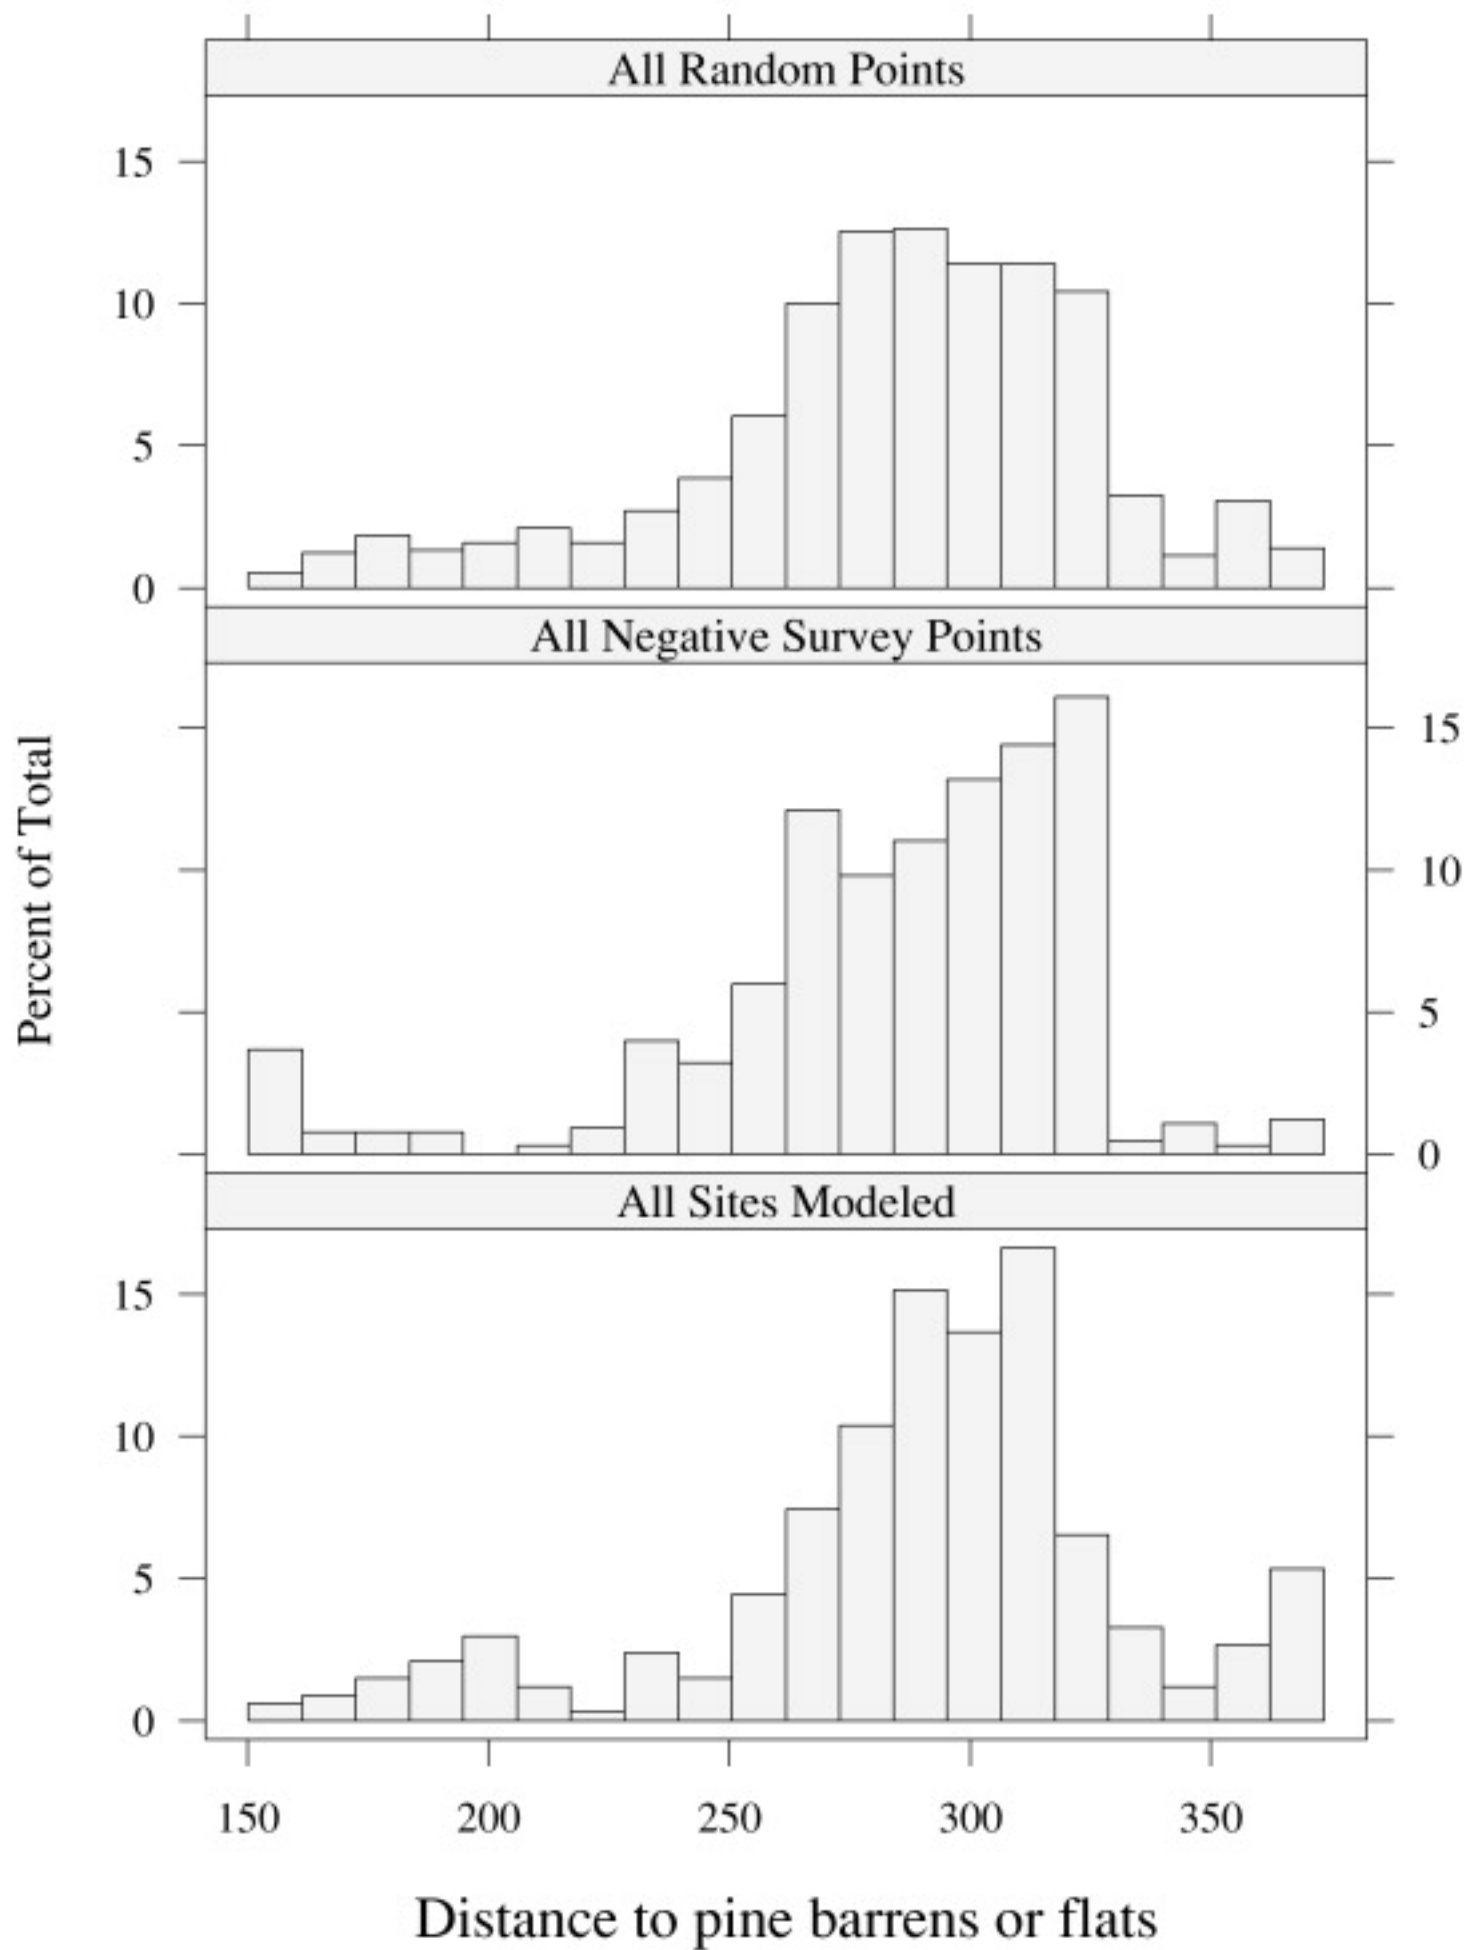 All Random Points
15
10
5
0
All Negative Survey Points
15
10
5
0
Percent of Total
All Sites Modeled
15
10
5
0
150 200 250 300 350
Distance to pine barrens or flats